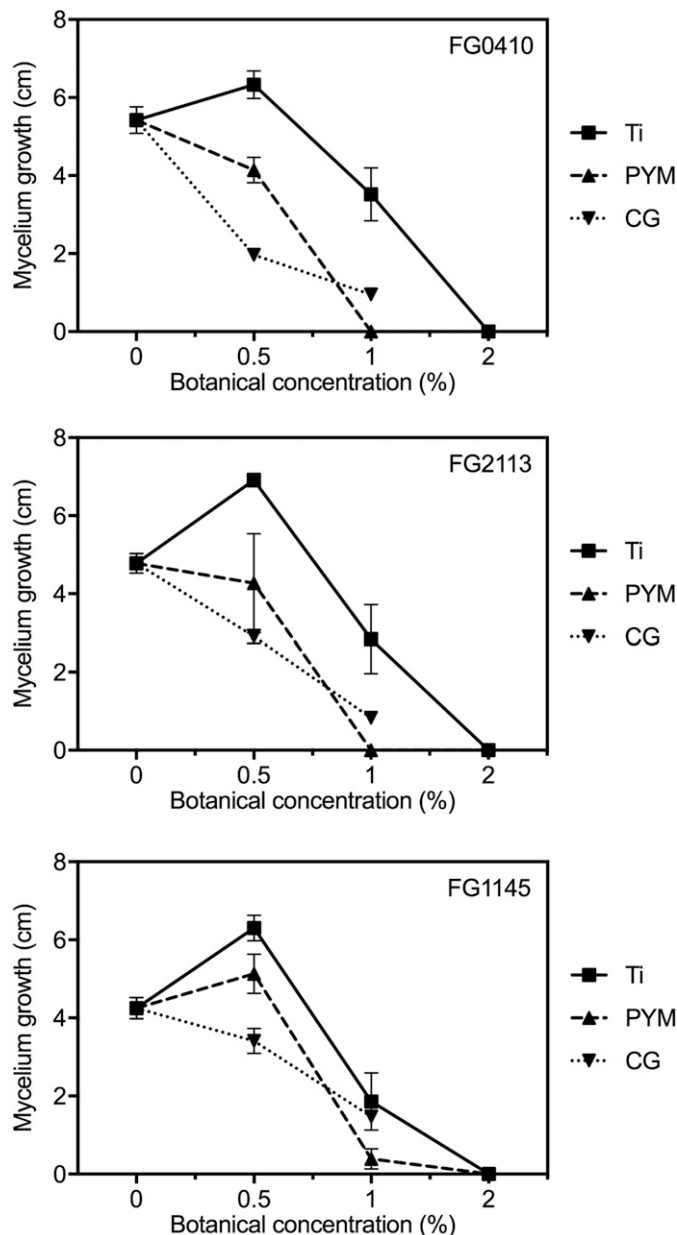 FG0410
Mycelium growth (cm)
8
6
4
2
0
0 0.5 1 2
Botanical concentration (%)
Ti
PYM
CG
FG2113
Mycelium growth (cm)
8
6
4
2
0
0 0.5 1 2
Botanical concentration (%)
Ti
PYM
CG
FG1145
Mycelium growth (cm)
8
6
4
2
0
0 0.5 1 2
Botanical concentration (%)
Ti
PYM
CG